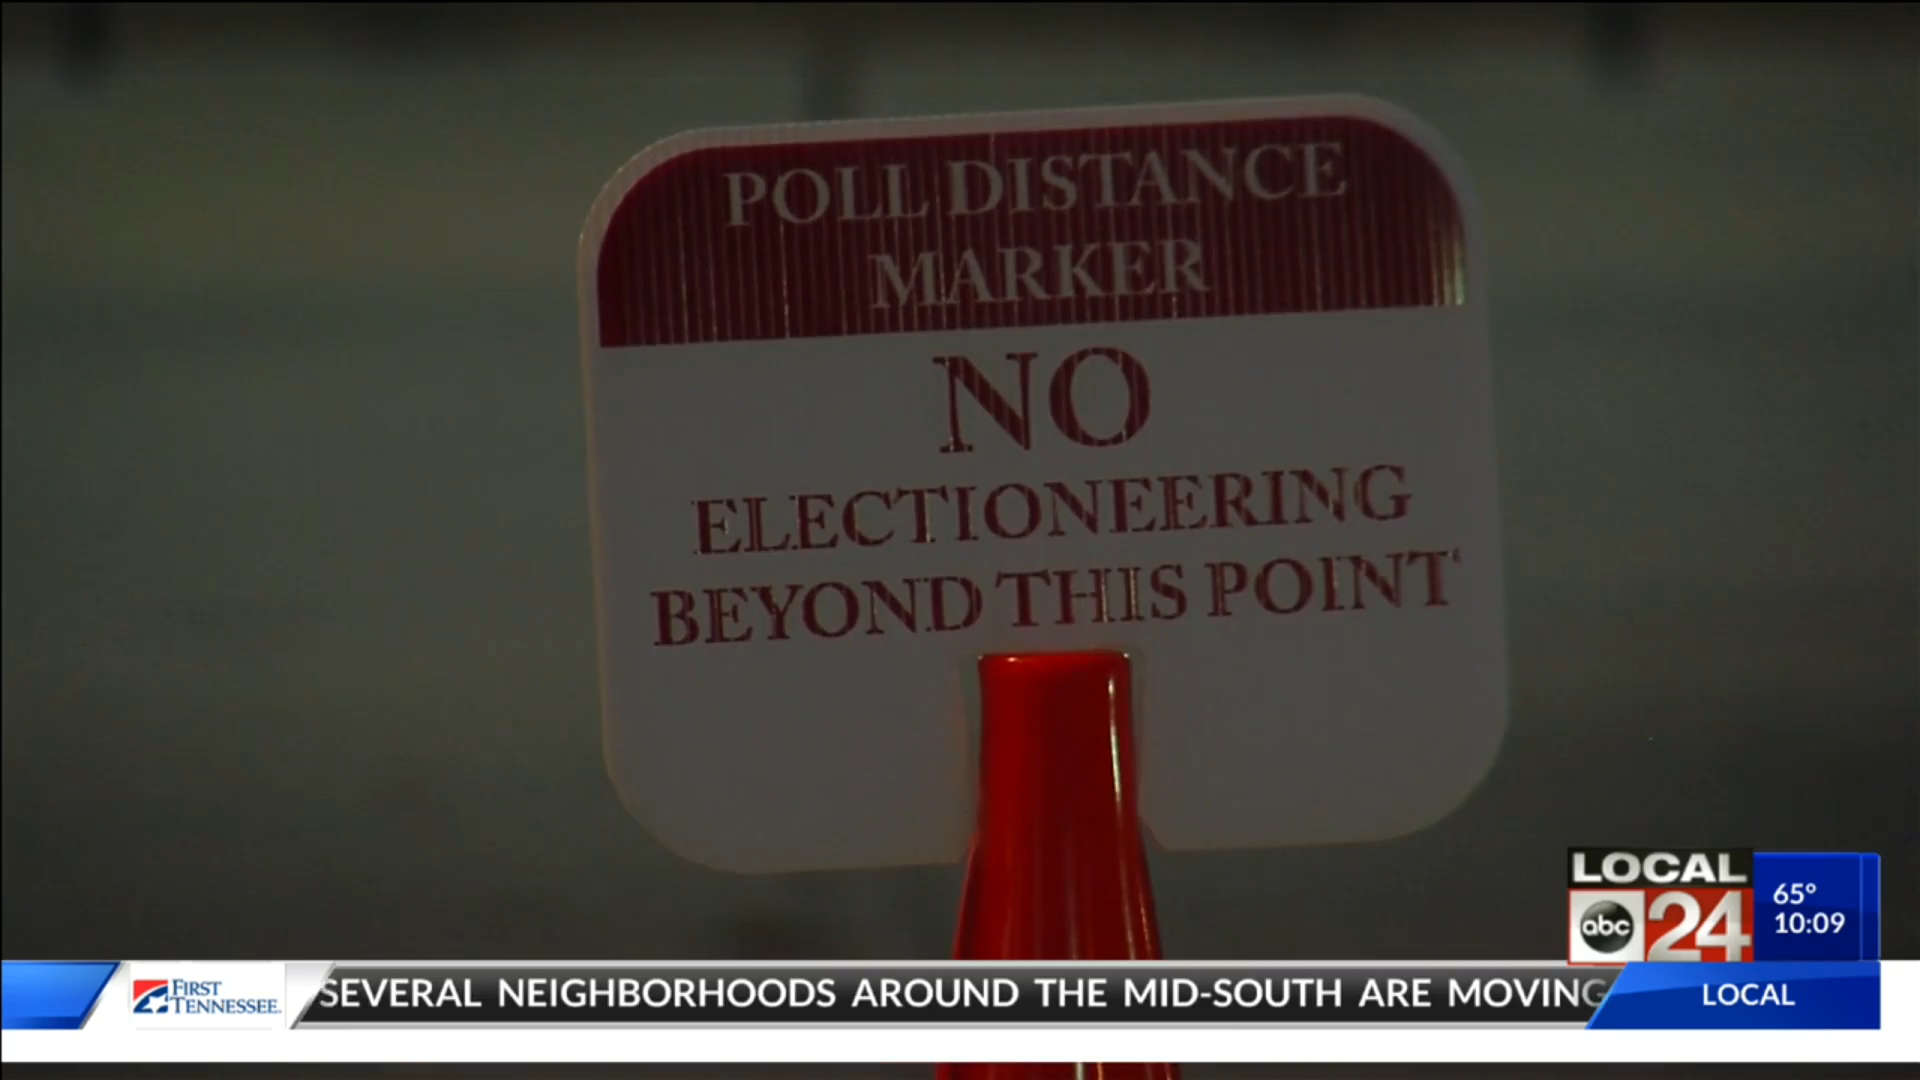 POLL DISTANCE
MARKER
NO
ELECTIONEERING
BEYOND THIS POINT
LOCAL
abc
24
65°
10:09
FIRST
TENNESSEE.
SEVERAL NEIGHBORHOODS AROUND THE MID-SOUTH ARE MOVING
LOCAL